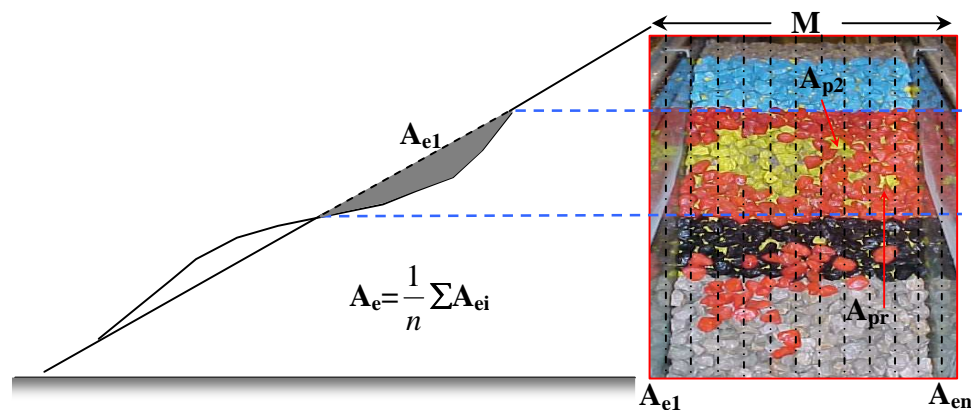 M
A_p2
A_e1
A_e = 1/n ΣA_ei
A_pr
A_e1 A_en